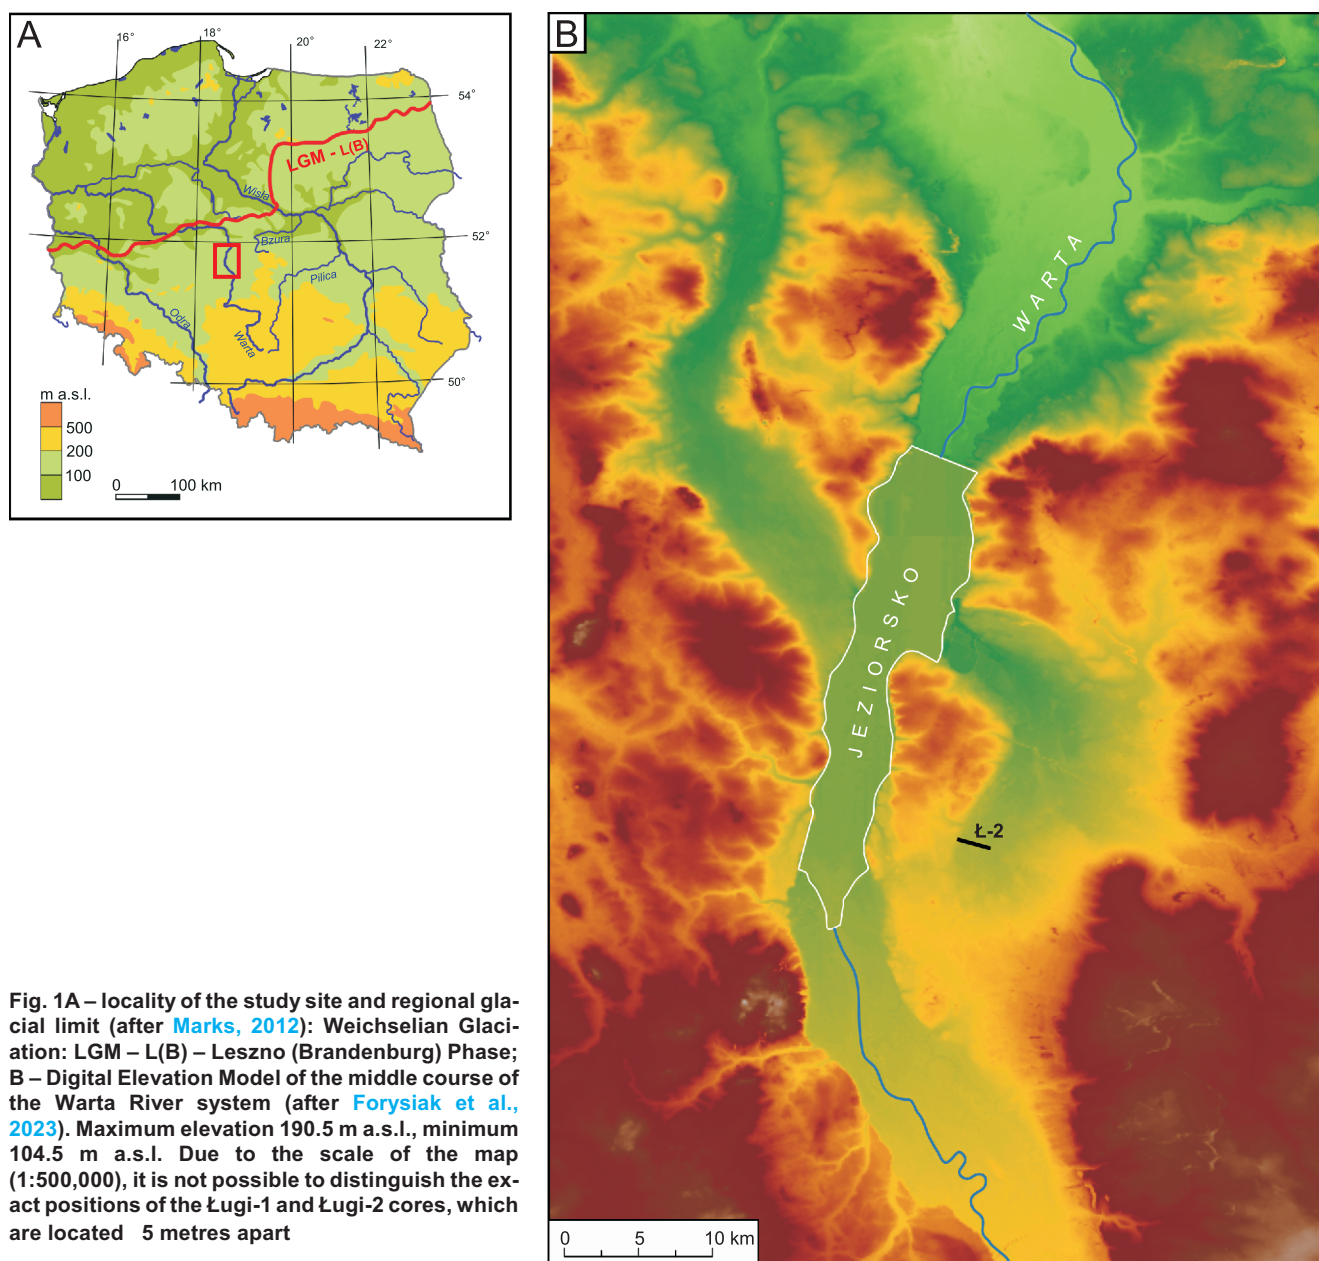 A
16°
18°
20°
22°
54°
LGM - L(B)
Wisła
52°
Bzura
Pilica
Odra
Warta
50°
m a.s.l.
500
200
100
0 100 km
B
WARTA
JEZIORSKO
Ł-2
0 5 10 km
Fig. 1A – locality of the study site and regional gla-
cial limit (after Marks, 2012): Weichselian Glaci-
ation: LGM – L(B) – Leszno (Brandenburg) Phase;
B – Digital Elevation Model of the middle course of
the Warta River system (after Forysiak et al.,
2023). Maximum elevation 190.5 m a.s.l., minimum
104.5 m a.s.l. Due to the scale of the map
(1:500,000), it is not possible to distinguish the ex-
act positions of the Ługi-1 and Ługi-2 cores, which
are located 5 metres apart